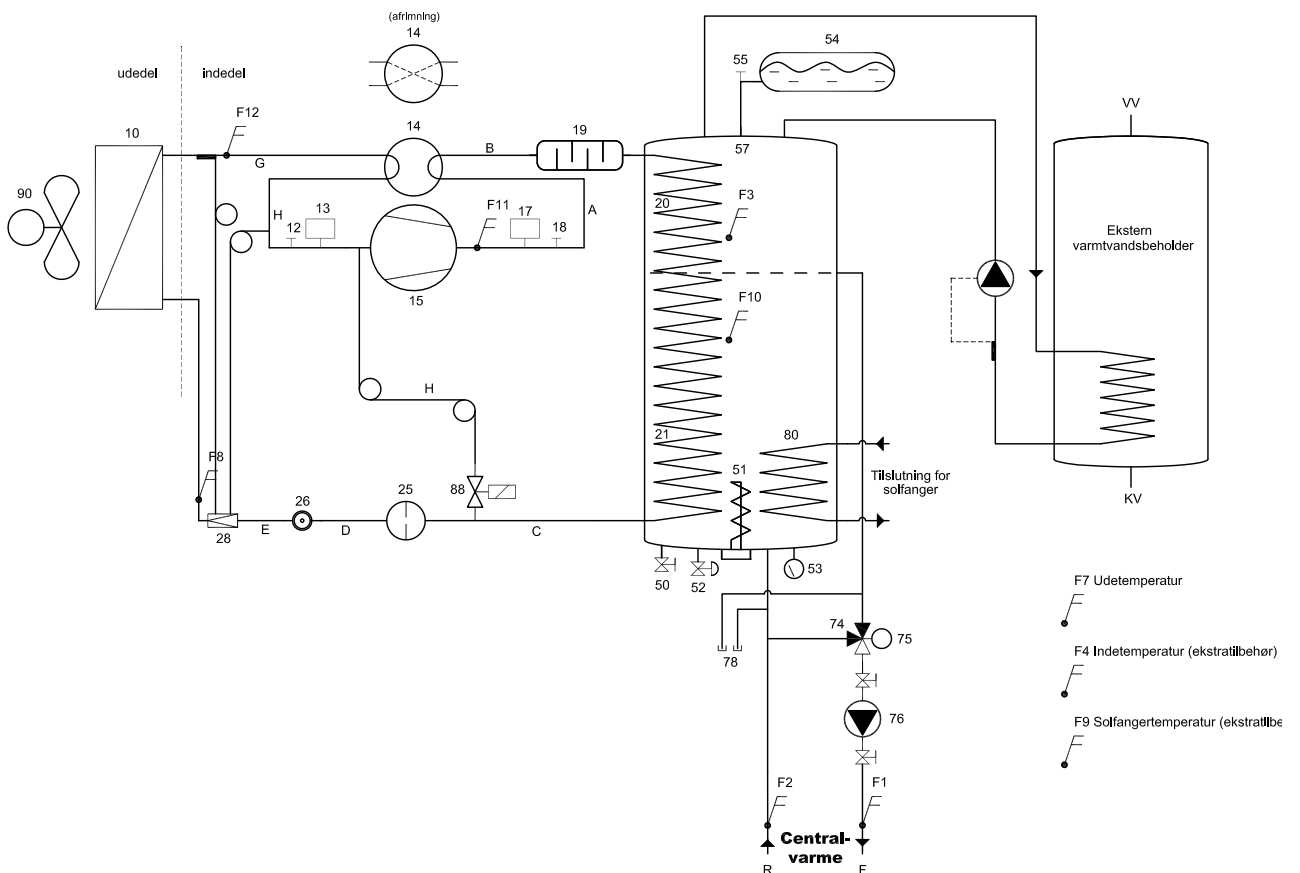 (afrimning)
14
54
55
udedel
indedel
F12
VV
10
14
19
G
B
57
90
H
12
13
F11
17
18
A
20
F3
Ekstern
varmtvandsbeholder
15
F10
H
21
80
F8
51
Tilslutning for
solfanger
26
25
88
KV
28
E
D
C
50
52
53
F7 Udetemperatur
74
75
78
F4 Indetemperatur (ekstratilbehør)
76
F9 Solfangertemperatur (ekstratilbe
F2
F1
Central-
varme
R
F